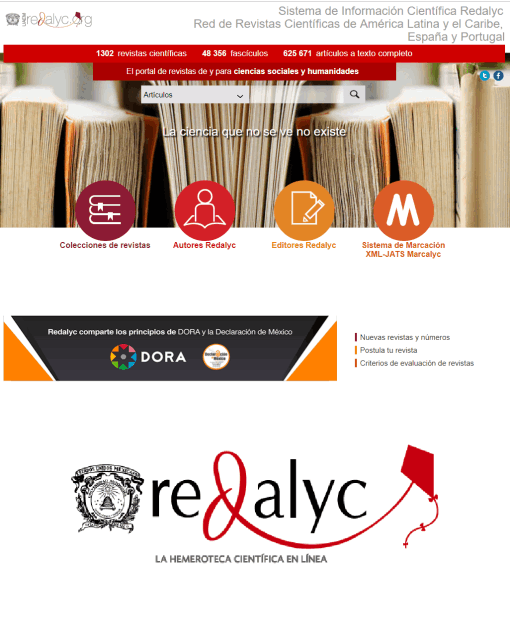 redalyc.org
Sistema de Información Científica Redalyc
Red de Revistas Científicas de América Latina y el Caribe,
España y Portugal
1302 revistas científicas 48 356 fascículos 625 671 artículos a texto completo
El portal de revistas de y para ciencias sociales y humanidades
Artículos
La ciencia que no se ve no existe
Colecciones de revistas
Autores Redalyc
Editores Redalyc
Sistema de Marcación
XML-JATS Marcalyc
Redalyc comparte los principios de DORA y la Declaración de México
DORA
Nuevas revistas y números
Postula tu revista
Criterios de evaluación de revistas
redalyc
LA HEMEROTECA CIENTÍFICA EN LÍNEA